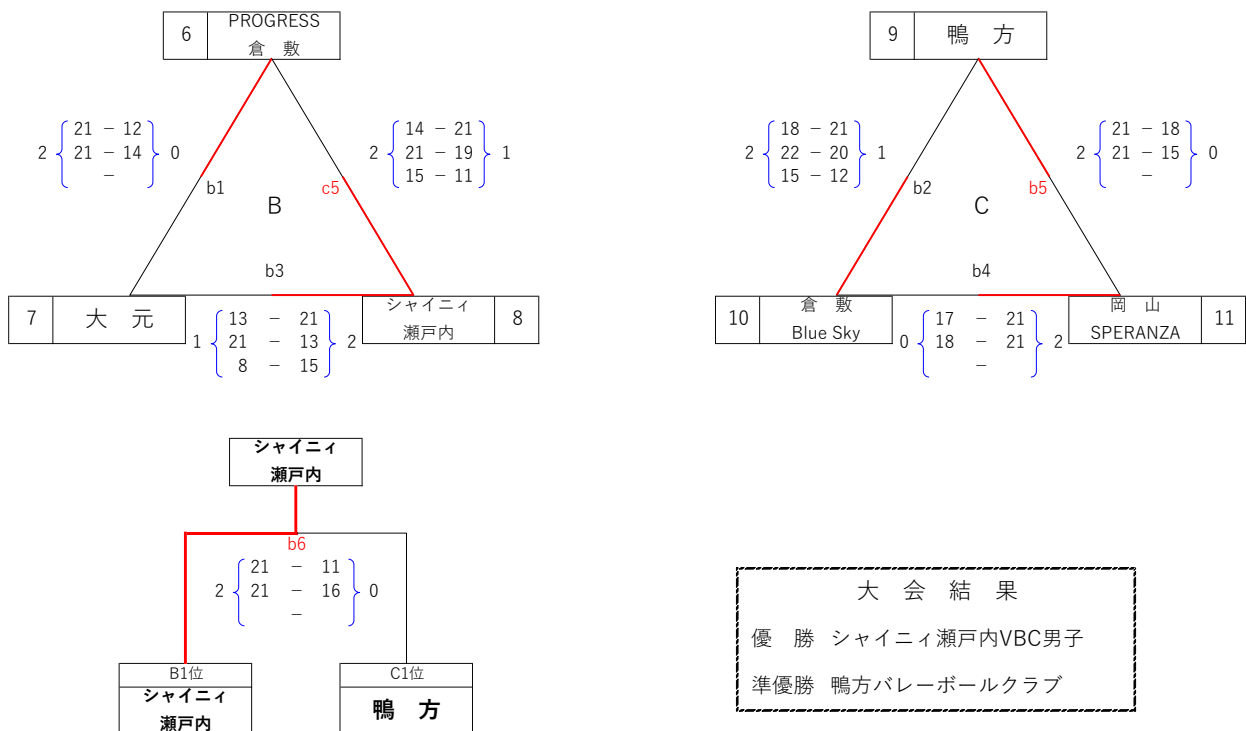 6 PROGRESS
倉 敷
2 21 − 12 0
21 − 14
−
b1
2 14 − 21 1
21 − 19
15 − 11
c5
B
b3
7 大 元
シャイニィ 8
瀬戸内
1 13 − 21 2
21 − 13
8 − 15
9 鴨 方
2 18 − 21 1
22 − 20
15 − 12
b2
2 21 − 18 0
21 − 15
−
b5
C
b4
10 倉 敷
Blue Sky
岡 山 11
SPERANZA
0 17 − 21 2
18 − 21
−
シャイニィ
瀬戸内
b6
2 21 − 11 0
21 − 16
−
B1位
シャイニィ
瀬戸内
C1位
鴨 方
大 会 結 果
優 勝 シャイニィ瀬戸内VBC男子
準優勝 鴨方バレーボールクラブ